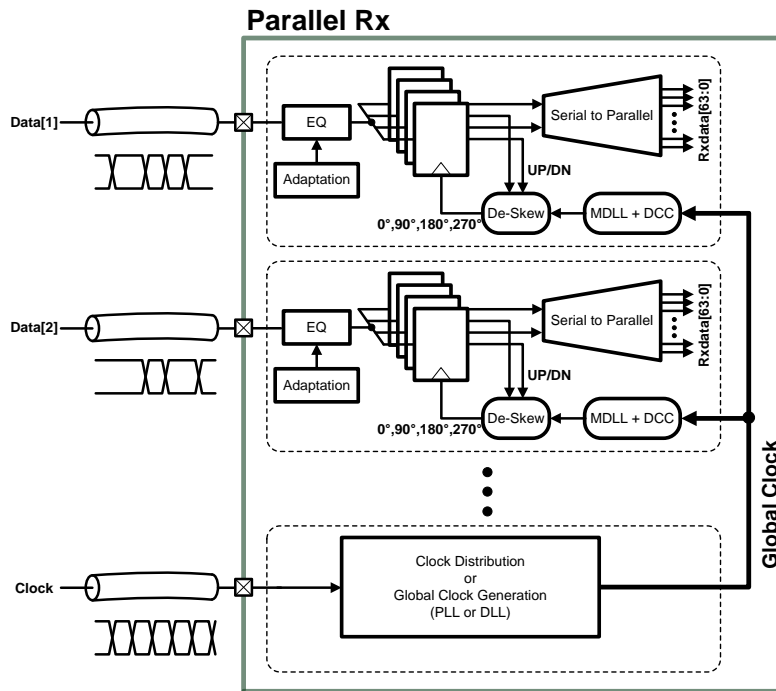 Parallel Rx
Data[1]
EQ
Adaptation
Serial to Parallel
Rxdata[63:0]
UP/DN
De-Skew
MDLL + DCC
0°,90°,180°,270°
Data[2]
EQ
Adaptation
Serial to Parallel
Rxdata[63:0]
UP/DN
De-Skew
MDLL + DCC
0°,90°,180°,270°
Global Clock
Clock
Clock Distribution
or
Global Clock Generation
(PLL or DLL)